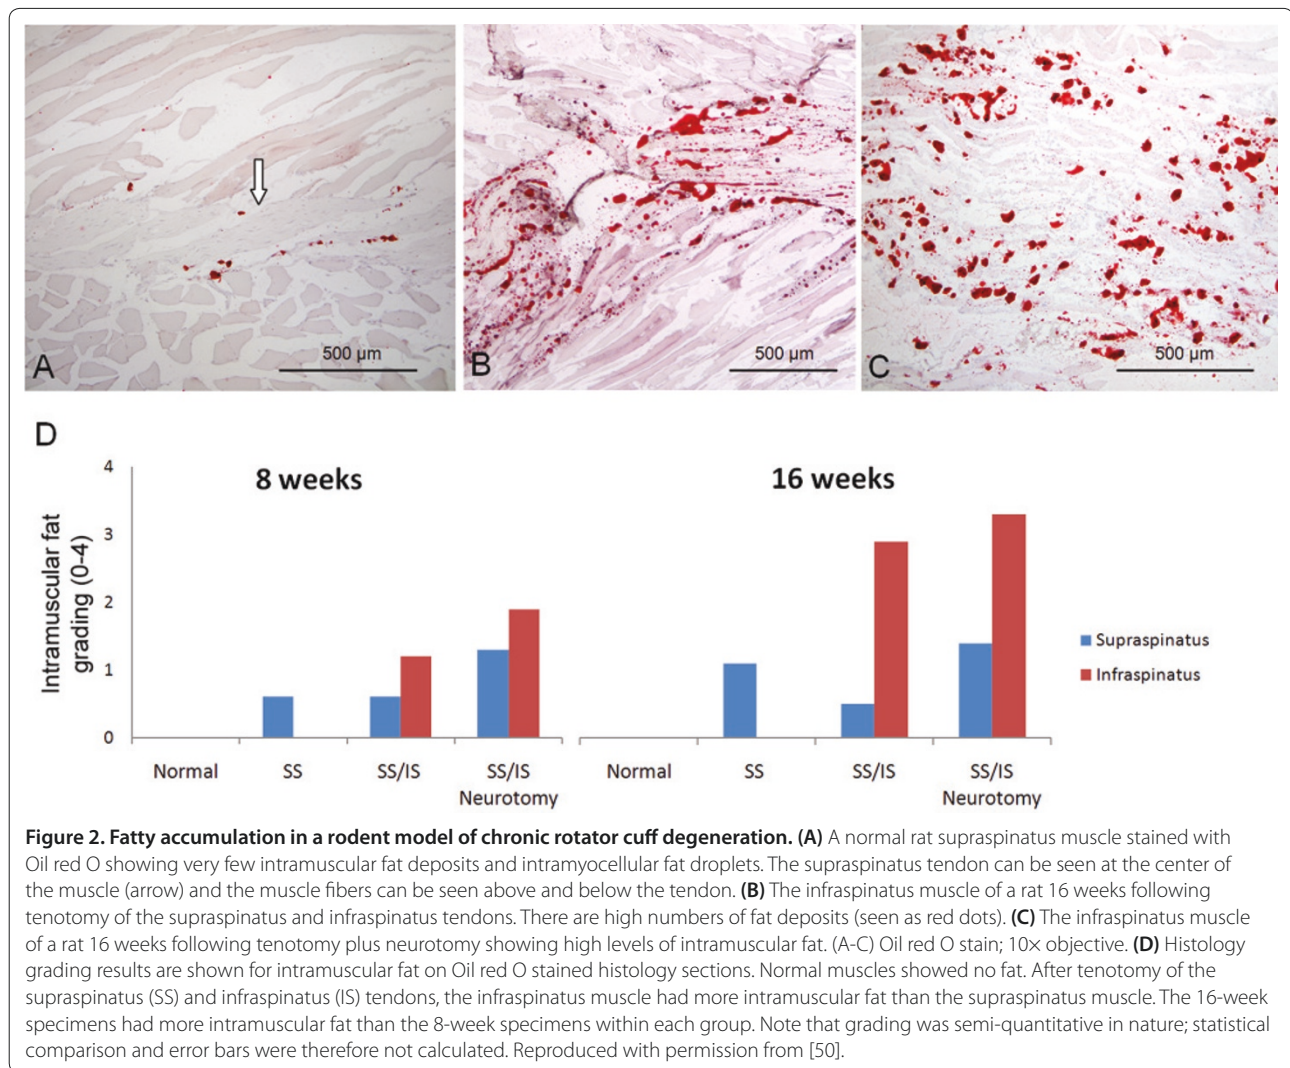 500 µm
A
500 µm
B
500 µm
C
D
Intramuscular fat
grading (0-4)
4
3
2
1
0
8 weeks
16 weeks
Normal
SS
SS/IS
SS/IS
Neurotomy
Normal
SS
SS/IS
SS/IS
Neurotomy
Supraspinatus
Infraspinatus
Figure 2. Fatty accumulation in a rodent model of chronic rotator cuff degeneration. (A) A normal rat supraspinatus muscle stained with
Oil red O showing very few intramuscular fat deposits and intramyocellular fat droplets. The supraspinatus tendon can be seen at the center of
the muscle (arrow) and the muscle fibers can be seen above and below the tendon. (B) The infraspinatus muscle of a rat 16 weeks following
tenotomy of the supraspinatus and infraspinatus tendons. There are high numbers of fat deposits (seen as red dots). (C) The infraspinatus muscle
of a rat 16 weeks following tenotomy plus neurotomy showing high levels of intramuscular fat. (A-C) Oil red O stain; 10× objective. (D) Histology
grading results are shown for intramuscular fat on Oil red O stained histology sections. Normal muscles showed no fat. After tenotomy of the
supraspinatus (SS) and infraspinatus (IS) tendons, the infraspinatus muscle had more intramuscular fat than the supraspinatus muscle. The 16-week
specimens had more intramuscular fat than the 8-week specimens within each group. Note that grading was semi-quantitative in nature; statistical
comparison and error bars were therefore not calculated. Reproduced with permission from [50].